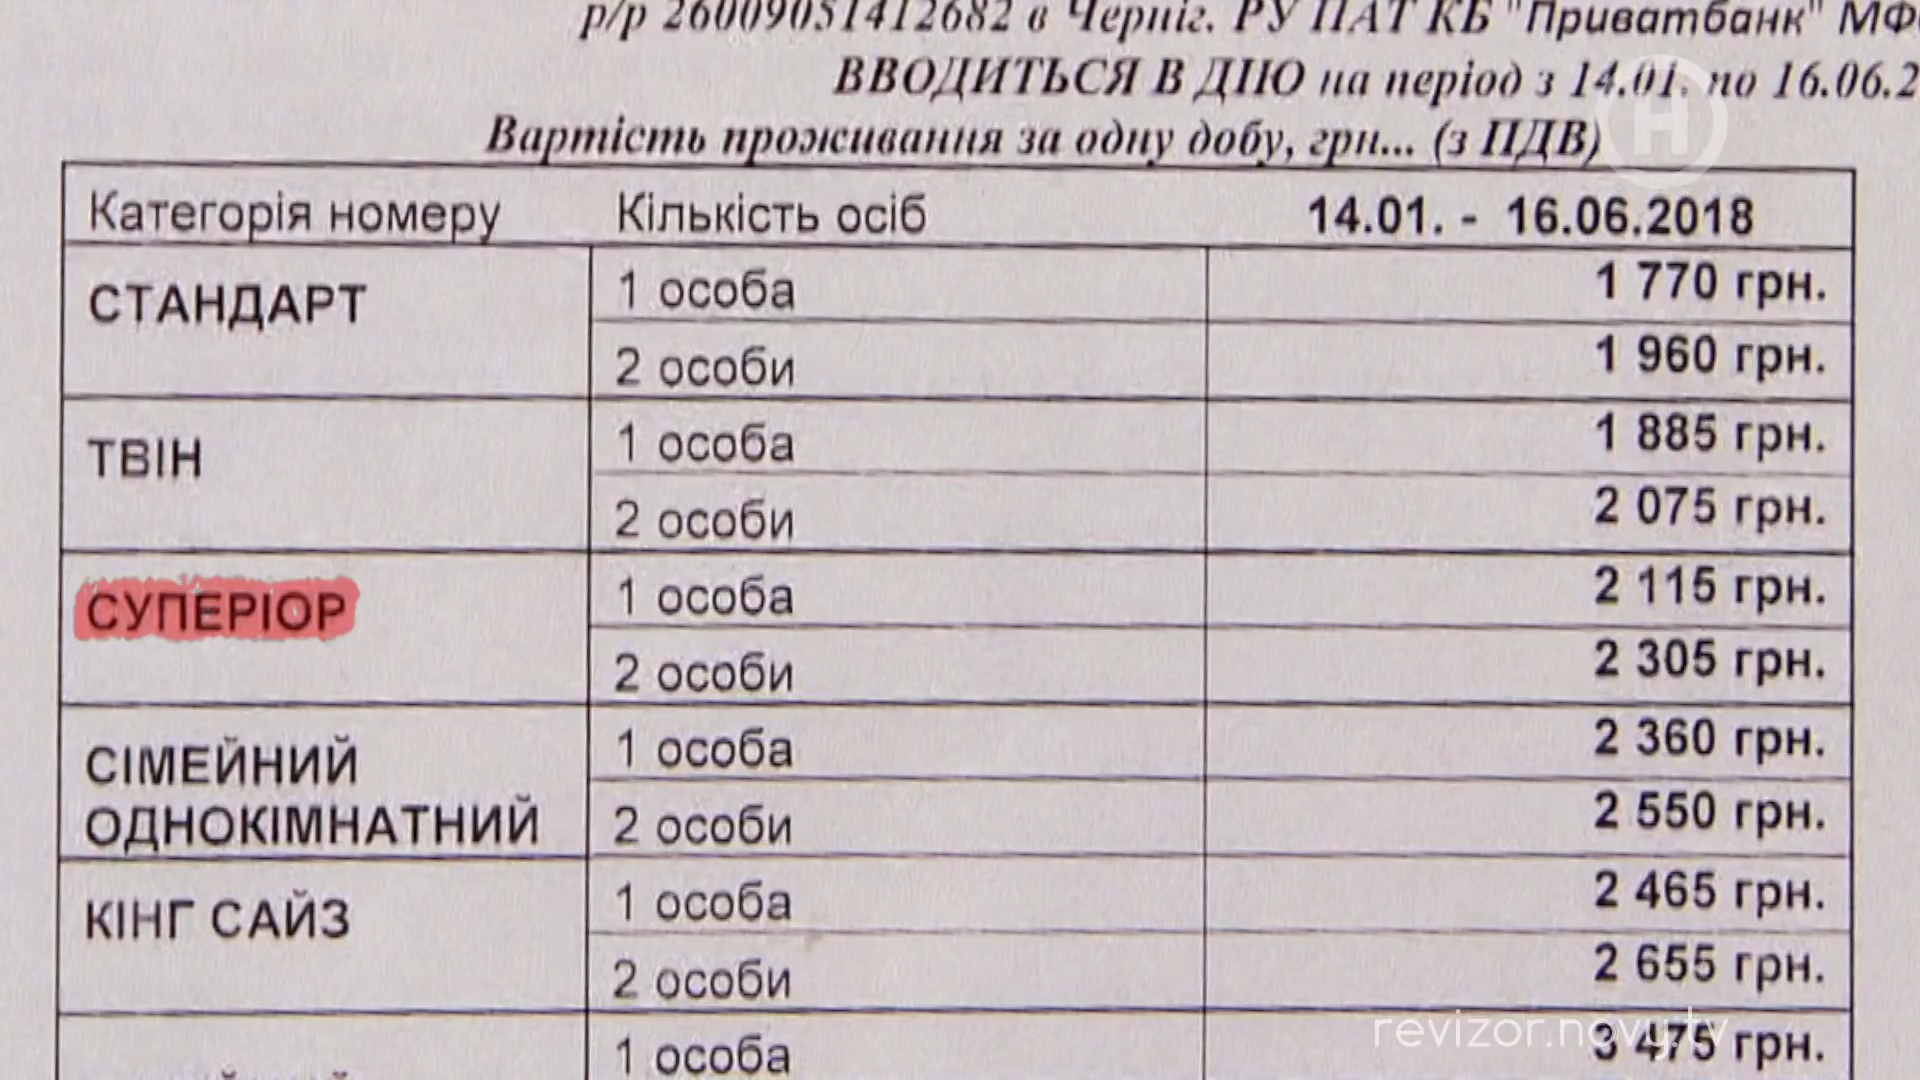 р/р 26009051412682 в Черніг. РУ ПАТ КБ "Приватбанк" МФ
ВВОДИТЬСЯ В ДІЮ на період з 14.01. по 16.06.2
Вартість проживання за одну добу, грн... (з ПДВ)
Н
Категорія номеру Кількість осіб 14.01. - 16.06.2018
СТАНДАРТ 1 особа 1 770 грн.
2 особи 1 960 грн.
ТВІН 1 особа 1 885 грн.
2 особи 2 075 грн.
СУПЕРІОР 1 особа 2 115 грн.
2 особи 2 305 грн.
СІМЕЙНИЙ 1 особа 2 360 грн.
ОДНОКІМНАТНИЙ 2 особи 2 550 грн.
КІНГ САЙЗ 1 особа 2 465 грн.
2 особи 2 655 грн.
1 особа 3 475 грн.
revizor.novy.tv